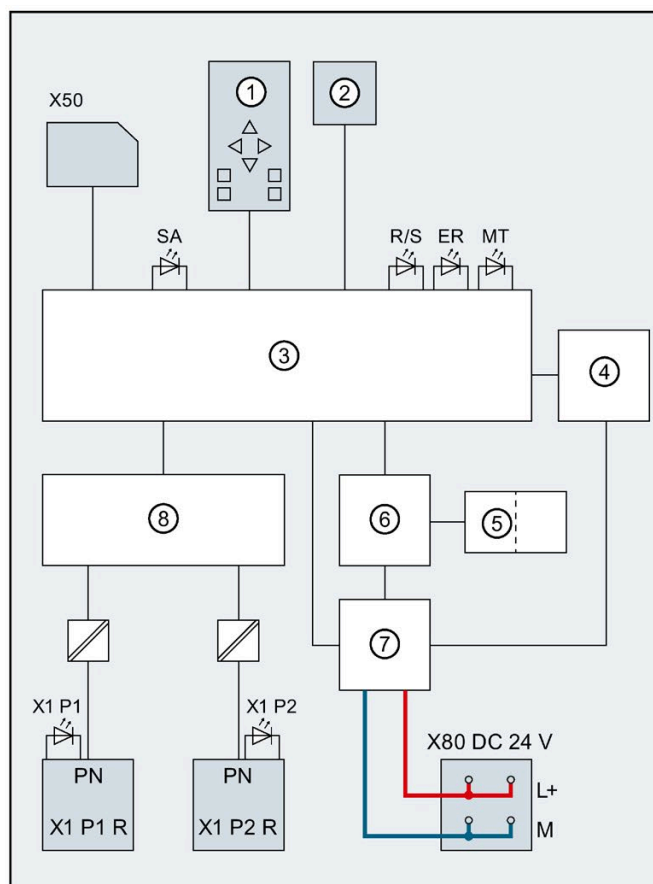 X50
①
②
SA
R/S ER MT
③
④
⑧
⑥
⑤
⑦
X1 P1
X1 P2
X80 DC 24 V
PN
PN
L+
X1 P1 R
X1 P2 R
M